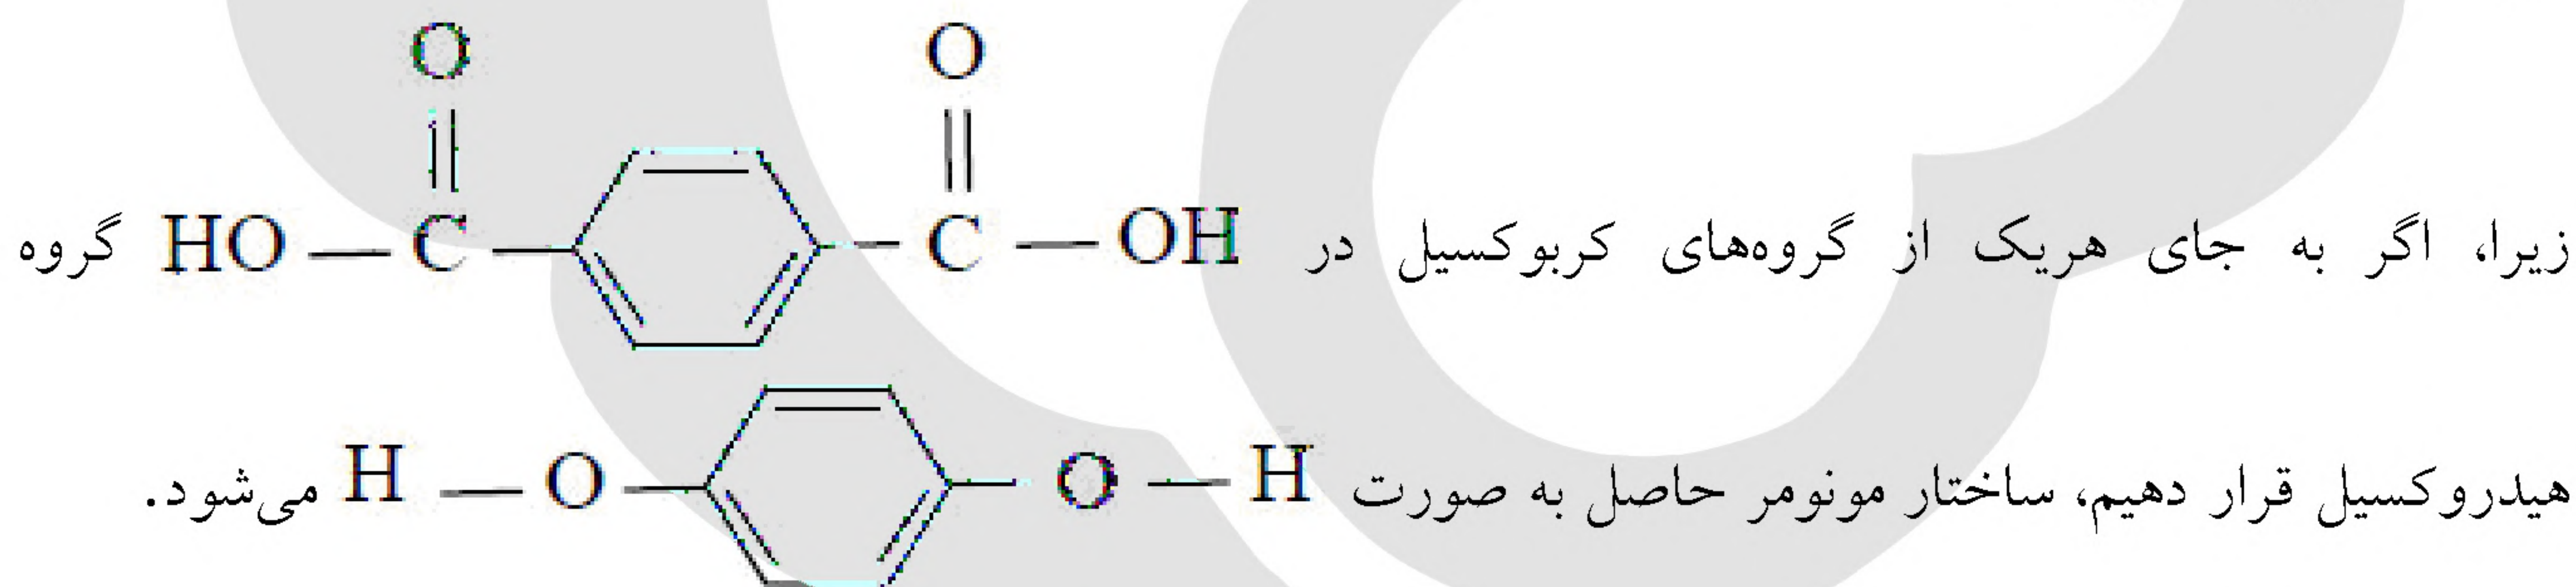 O O
زیرا، اگر به جای هریک از گروه‌های کربوکسیل در HO — C — C — OH گروه
هیدروکسیل قرار دهیم، ساختار مونومر حاصل به صورت H — O — O — H می‌شود.